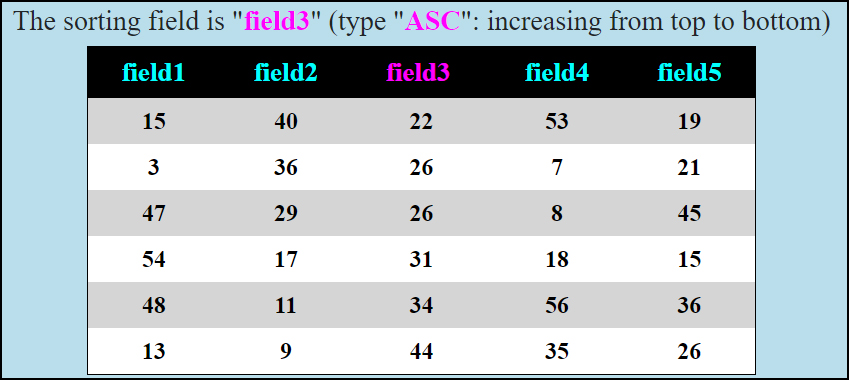 The sorting field is "field3" (type "ASC": increasing from top to bottom)
field1 field2 field3 field4 field5
15 40 22 53 19
3 36 26 7 21
47 29 26 8 45
54 17 31 18 15
48 11 34 56 36
13 9 44 35 26